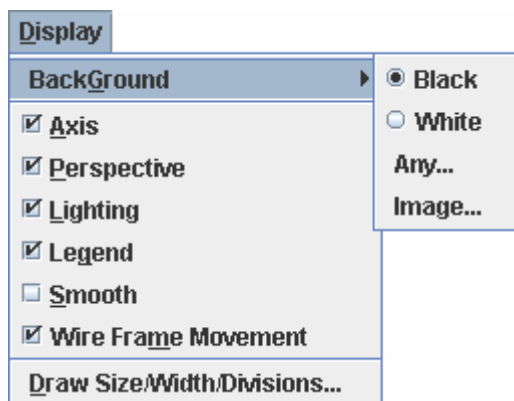 Display
BackGround
Black
White
Any...
Image...
Axis
Perspective
Lighting
Legend
Smooth
Wire Frame Movement
Draw Size/Width/Divisions...